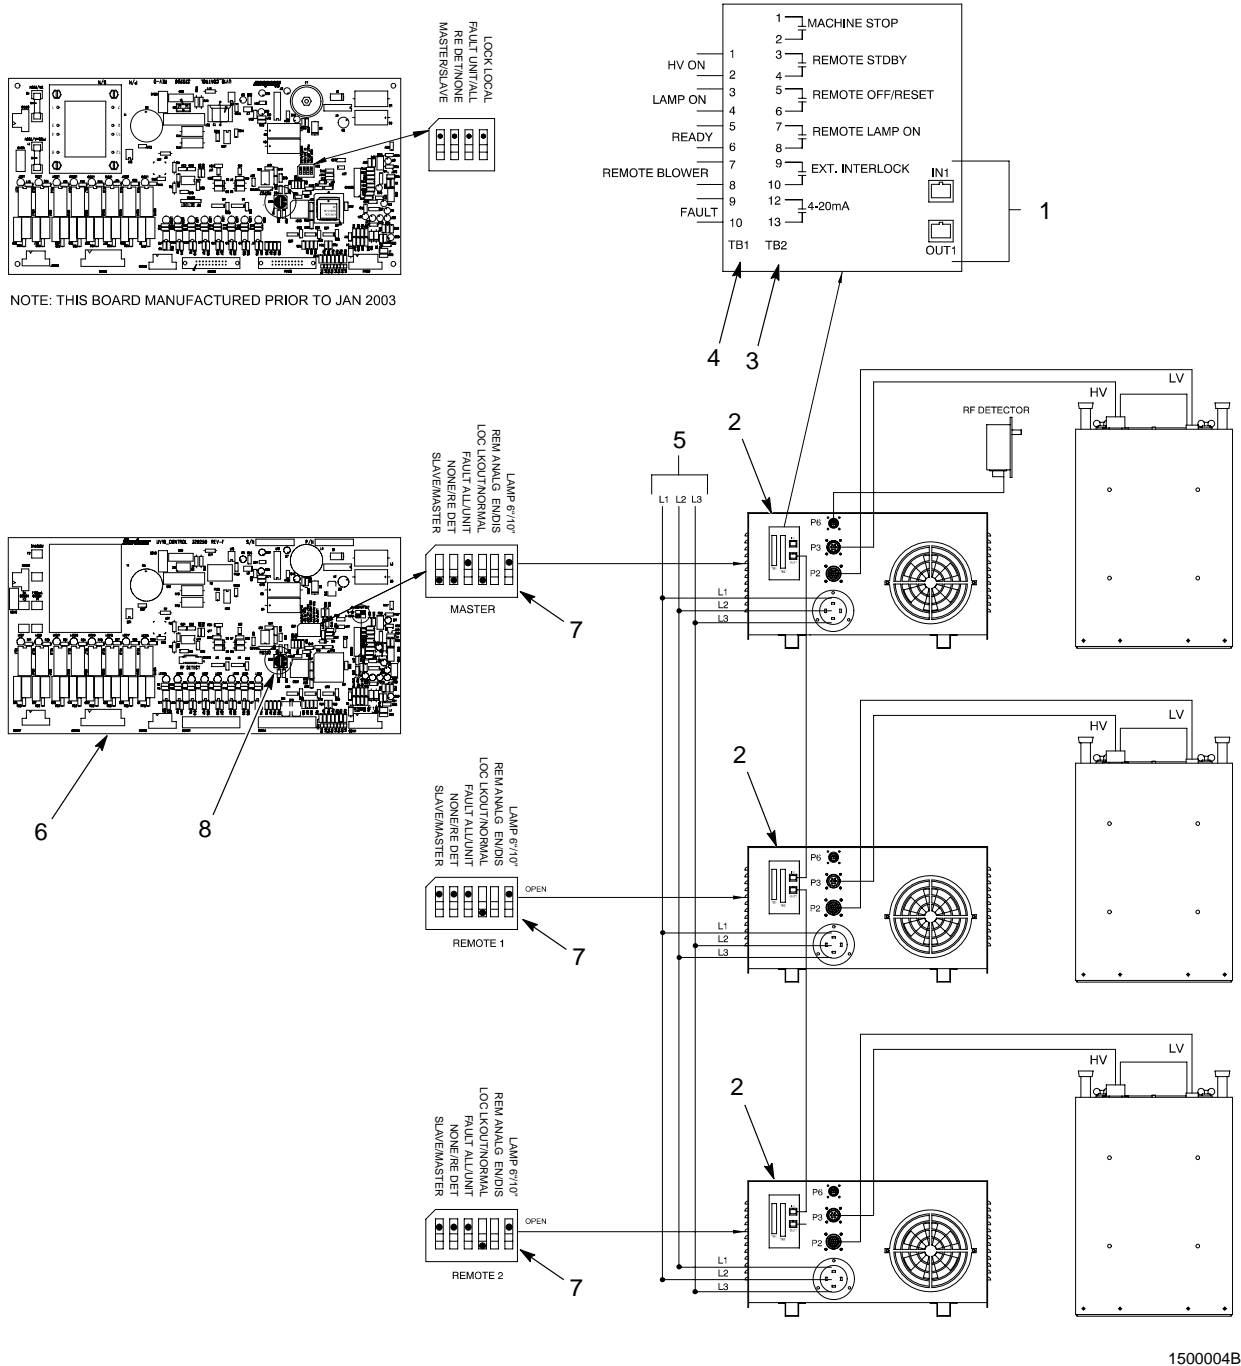 LOCK LOCAL
FAULT UNIT/ALL
RE DET/NONE
MASTER/SLAVE
NOTE: THIS BOARD MANUFACTURED PRIOR TO JAN 2003
1
MACHINE STOP
2
3
REMOTE STDBY
4
5
REMOTE OFF/RESET
6
7
REMOTE LAMP ON
8
9
EXT. INTERLOCK
10
12
4-20mA
13
HV ON
1
2
LAMP ON
3
4
READY
5
6
REMOTE BLOWER
7
8
FAULT
9
10
TB1
TB2
IN1
OUT1
1
4
3
LAMP 6"/10"
REM ANALG EN/DIS
LOC LKOUT/NORMAL
FAULT ALL/UNIT
NONE/RE DET
SLAVE/MASTER
MASTER
7
UV10_CONTROL 320250 REV-F
S/N
P/N
RF DETECT
6
8
5
L1 L2 L3
2
RF DETECTOR
HV
LV
P6
P3
P2
L1
L2
L3
LAMP 6"/10"
REM ANALG EN/DIS
LOC LKOUT/NORMAL
FAULT ALL/UNIT
NONE/RE DET
SLAVE/MASTER
OPEN
REMOTE 1
7
2
HV
LV
P6
P3
P2
L1
L2
L3
LAMP 6"/10"
REM ANALG EN/DIS
LOC LKOUT/NORMAL
FAULT ALL/UNIT
NONE/RE DET
SLAVE/MASTER
OPEN
REMOTE 2
7
2
HV
LV
P6
P3
P2
L1
L2
L3
1500004B